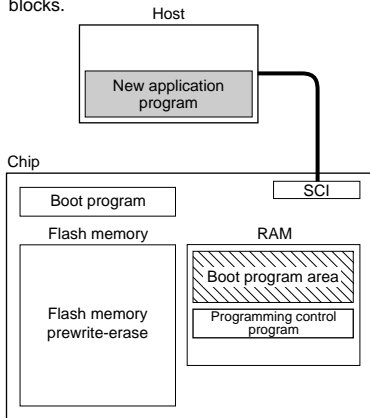 blocks.
Host
New application
program
Chip
SCI
Boot program
Flash memory
RAM
Boot program area
Flash memory
prewrite-erase
Programming control
program